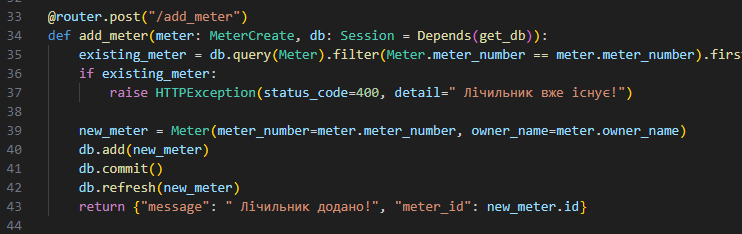 33 @router.post("/add_meter")
34 def add_meter(meter: MeterCreate, db: Session = Depends(get_db)):
35     existing_meter = db.query(Meter).filter(Meter.meter_number == meter.meter_number).firs
36     if existing_meter:
37         raise HTTPException(status_code=400, detail=" Лічильник вже існує!")
38
39     new_meter = Meter(meter_number=meter.meter_number, owner_name=meter.owner_name)
40     db.add(new_meter)
41     db.commit()
42     db.refresh(new_meter)
43     return {"message": " Лічильник додано!", "meter_id": new_meter.id}
44